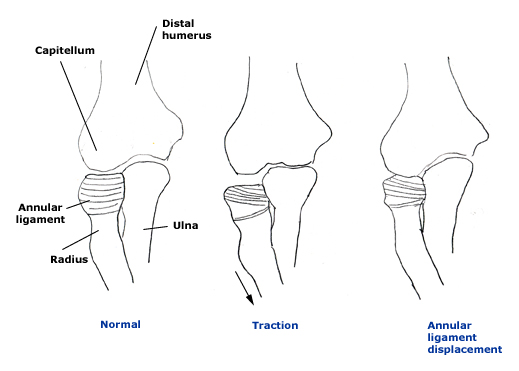 Distal
humerus
Capitellum
Annular
ligament
Ulna
Radius
Normal
Traction
Annular
ligament
displacement